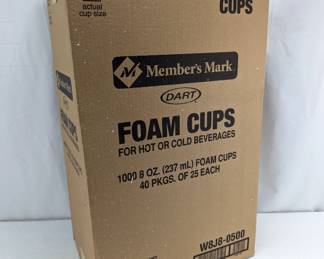 actual
cup size
CUPS
Member's Mark
DART
FOAM CUPS
FOR HOT OR COLD BEVERAGES
1000 8 OZ. (237 mL) FOAM CUPS
40 PKGS. OF 25 EACH
W8J8-0500